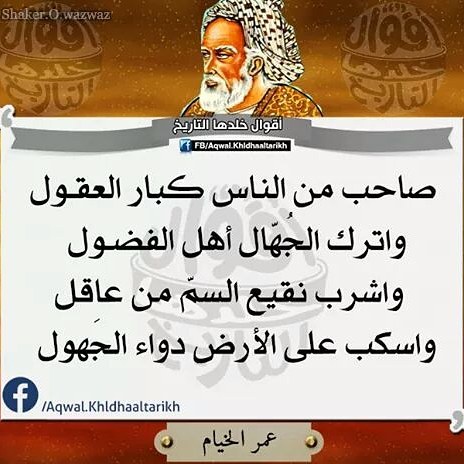 Shaker.O.wazwaz
أقوال خلدها التاريخ
FB/Aqwal.Khldhaaltarikh
صاحب من الناس كبار العقول
واترك الجُهّال أهل الفضول
واشرب نقيع السمّ من عاقل
واسكب على الأرض دواء الجَهول
/Aqwal.Khldhaaltarikh
عمر الخيام